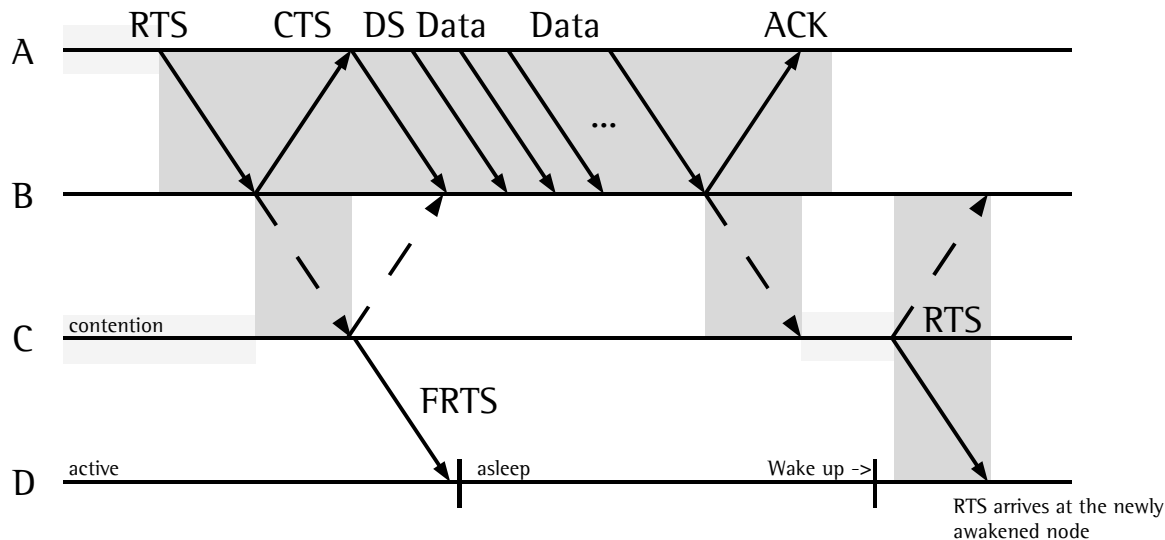 RTS CTS DS Data Data ACK
A
...
B
contention
C
RTS
FRTS
active asleep Wake up ->
D
RTS arrives at the newly
awakened node